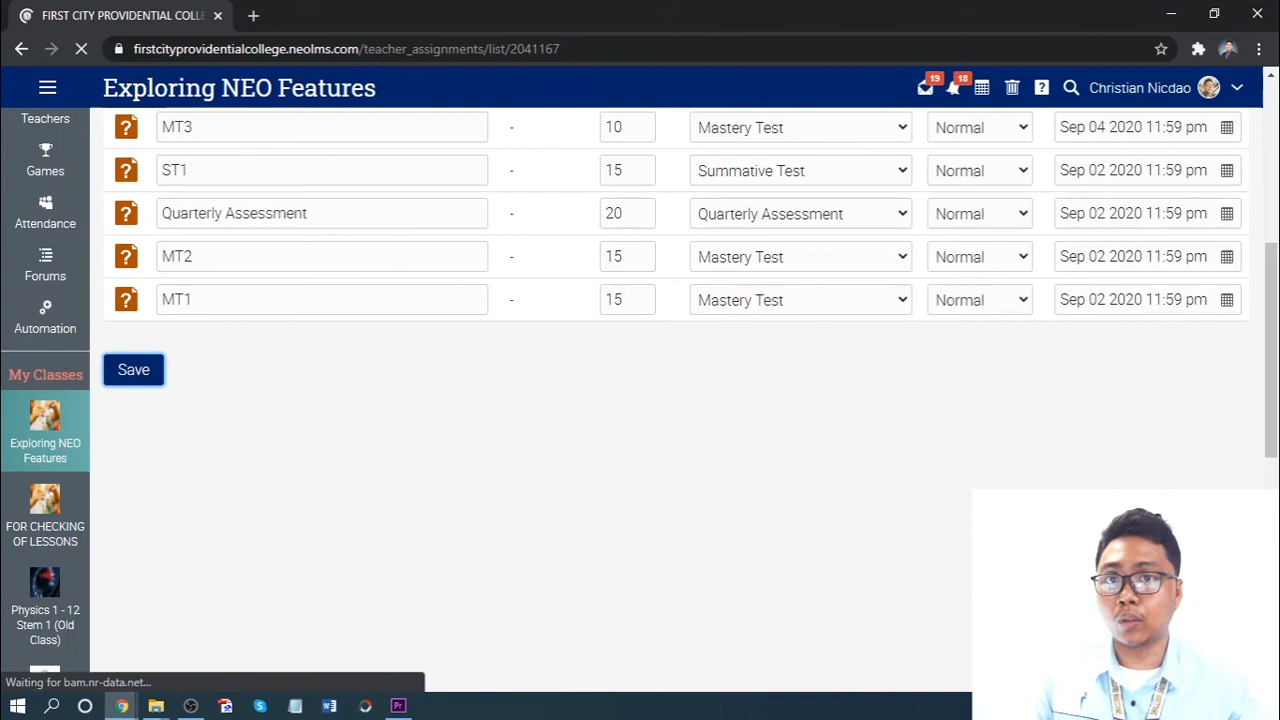 FIRST CITY PROVIDENTIAL COLLE
firstcityprovidentialcollege.neolms.com/teacher_assignments/list/2041167
Exploring NEO Features
19
18
Christian Nicdao
Teachers
Games
Attendance
Forums
Automation
My Classes
Exploring NEO
Features
FOR CHECKING
OF LESSONS
Physics 1 - 12
Stem 1 (Old
Class)
MT3 - 10 Mastery Test Normal Sep 04 2020 11:59 pm
ST1 - 15 Summative Test Normal Sep 02 2020 11:59 pm
Quarterly Assessment - 20 Quarterly Assessment Normal Sep 02 2020 11:59 pm
MT2 - 15 Mastery Test Normal Sep 02 2020 11:59 pm
MT1 - 15 Mastery Test Normal Sep 02 2020 11:59 pm
Save
Waiting for bam.nr-data.net...
Pr